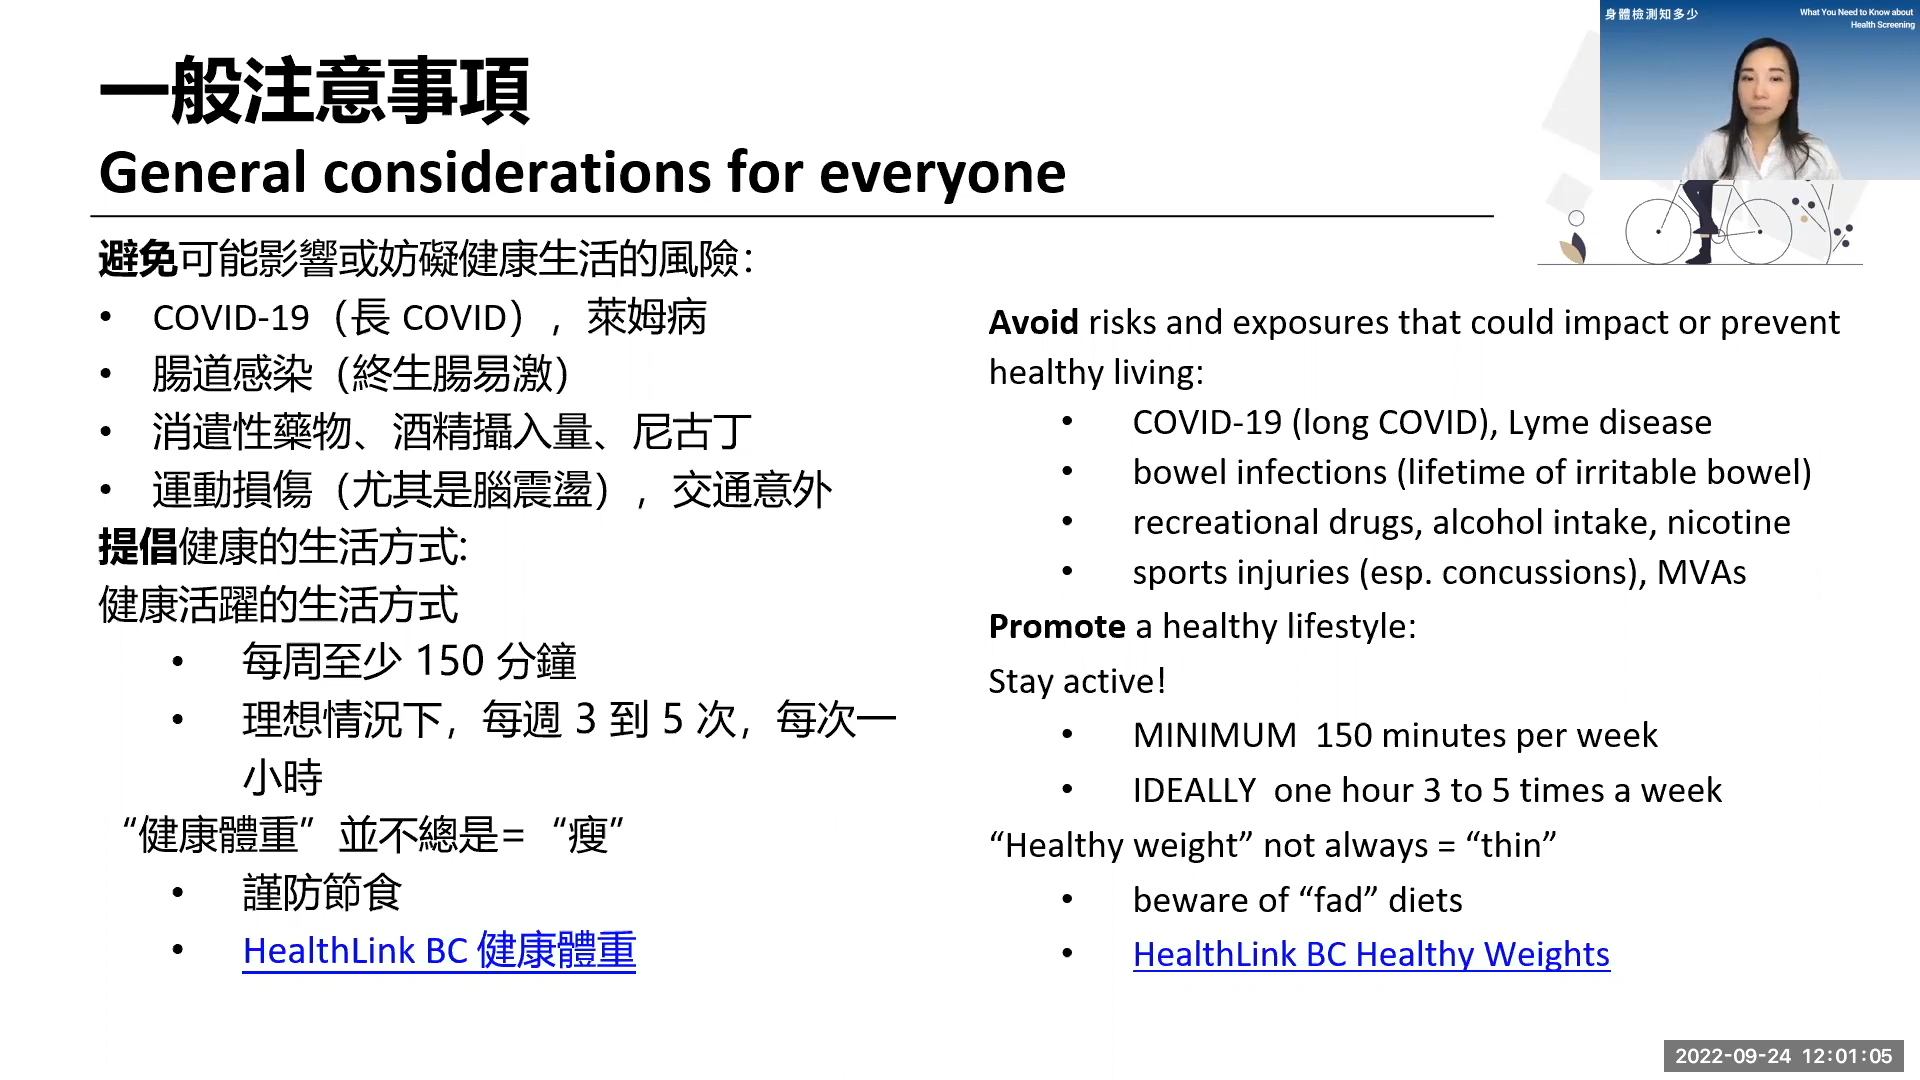 一般注意事項
General considerations for everyone
避免可能影響或妨礙健康生活的風險：
• COVID-19（長 COVID），萊姆病
• 腸道感染（終生腸易激）
• 消遣性藥物、酒精攝入量、尼古丁
• 運動損傷（尤其是腦震盪），交通意外
提倡健康的生活方式:
健康活躍的生活方式
• 每周至少 150 分鐘
• 理想情況下，每週 3 到 5 次，每次一
小時
“健康體重”並不總是=“瘦”
• 謹防節食
• HealthLink BC 健康體重
Avoid risks and exposures that could impact or prevent
healthy living:
• COVID-19 (long COVID), Lyme disease
• bowel infections (lifetime of irritable bowel)
• recreational drugs, alcohol intake, nicotine
• sports injuries (esp. concussions), MVAs
Promote a healthy lifestyle:
Stay active!
• MINIMUM 150 minutes per week
• IDEALLY one hour 3 to 5 times a week
“Healthy weight” not always = “thin”
• beware of “fad” diets
• HealthLink BC Healthy Weights
身體檢測知多少
What You Need to Know about
Health Screening
2022-09-24 12:01:05